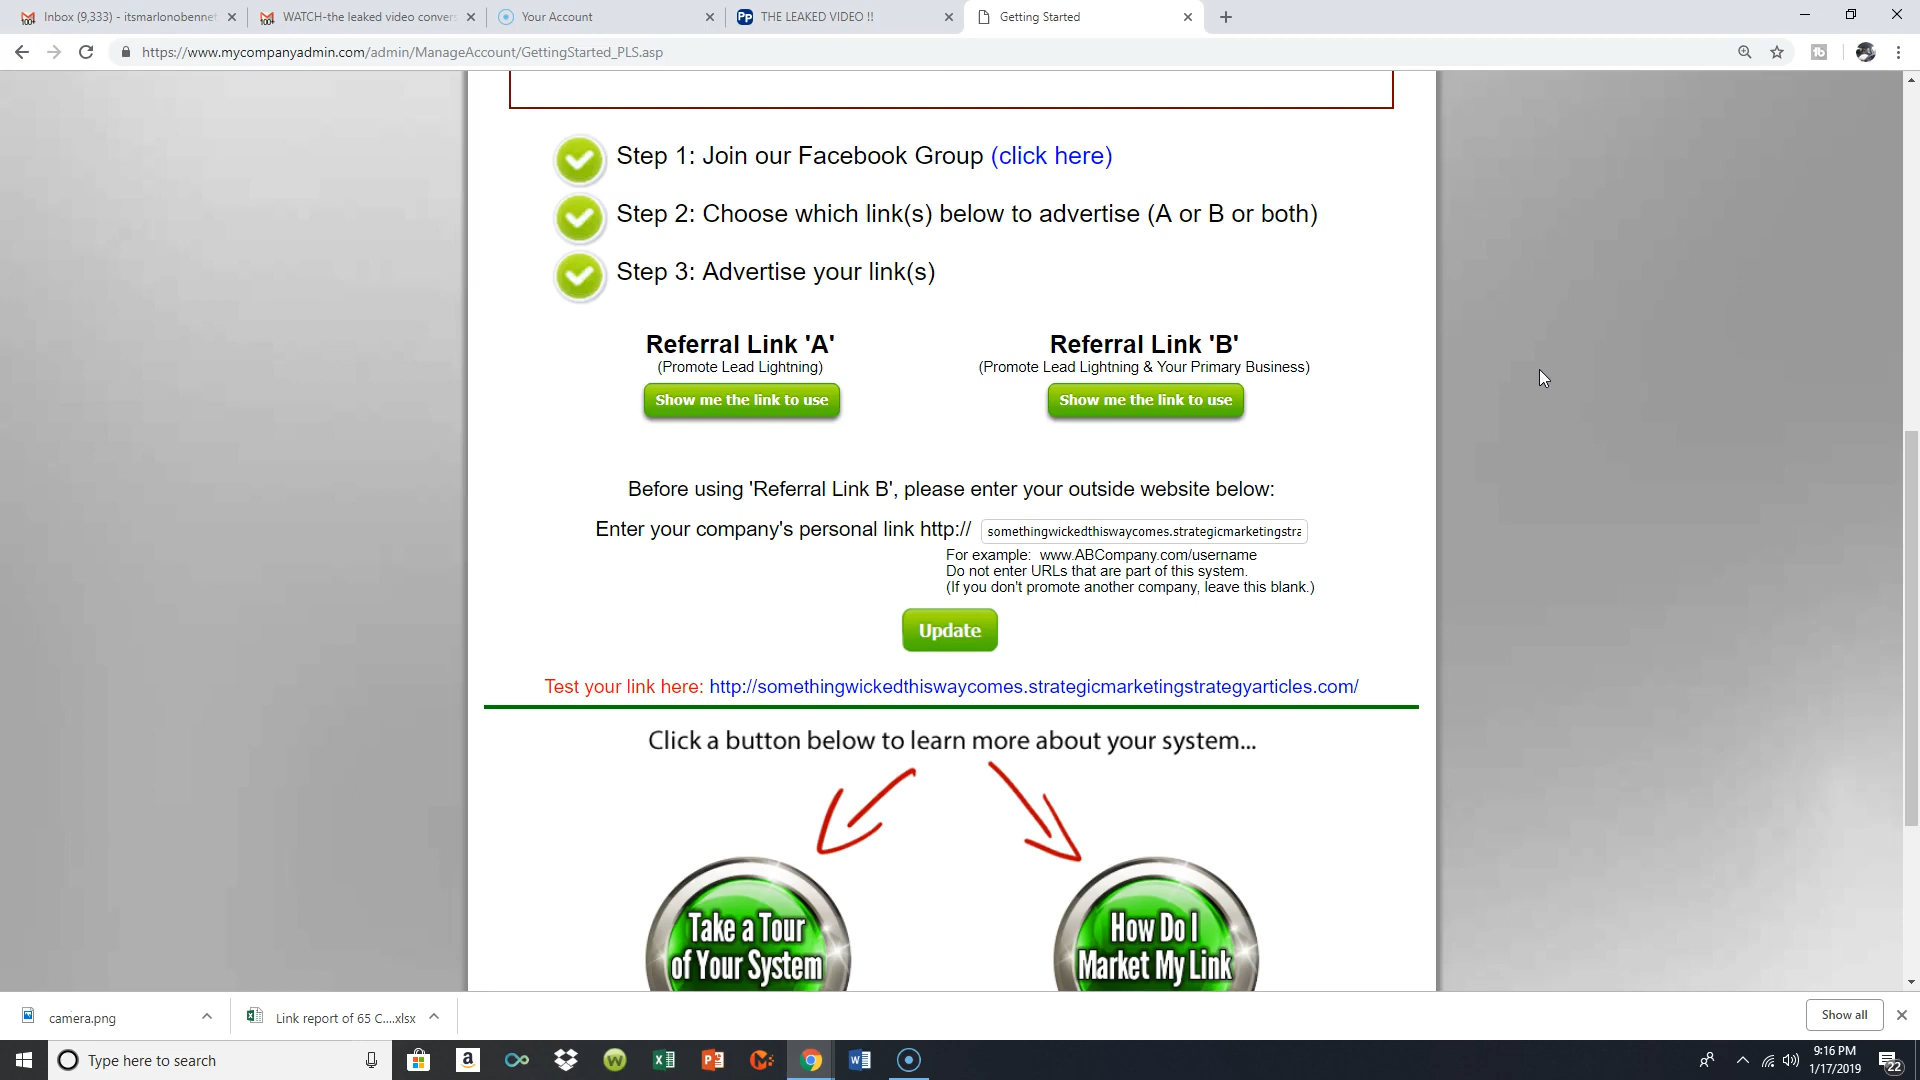 Inbox (9,333) - itsmarlonobennet
WATCH-the leaked video convers
Your Account
THE LEAKED VIDEO !!
Getting Started
https://www.mycompanyadmin.com/admin/ManageAccount/GettingStarted_PLS.asp
Step 1: Join our Facebook Group (click here)
Step 2: Choose which link(s) below to advertise (A or B or both)
Step 3: Advertise your link(s)
Referral Link 'A'
(Promote Lead Lightning)
Show me the link to use
Referral Link 'B'
(Promote Lead Lightning & Your Primary Business)
Show me the link to use
Before using 'Referral Link B', please enter your outside website below:
Enter your company's personal link http:// somethingwickedthiswaycomes.strategicmarketingstra
For example: www.ABCompany.com/username
Do not enter URLs that are part of this system.
(If you don't promote another company, leave this blank.)
Update
Test your link here: http://somethingwickedthiswaycomes.strategicmarketingstrategyarticles.com/
Click a button below to learn more about your system...
Take a Tour
of Your System
How Do I
Market My Link
camera.png
Link report of 65 C....xlsx
Show all
Type here to search
9:16 PM
1/17/2019
22